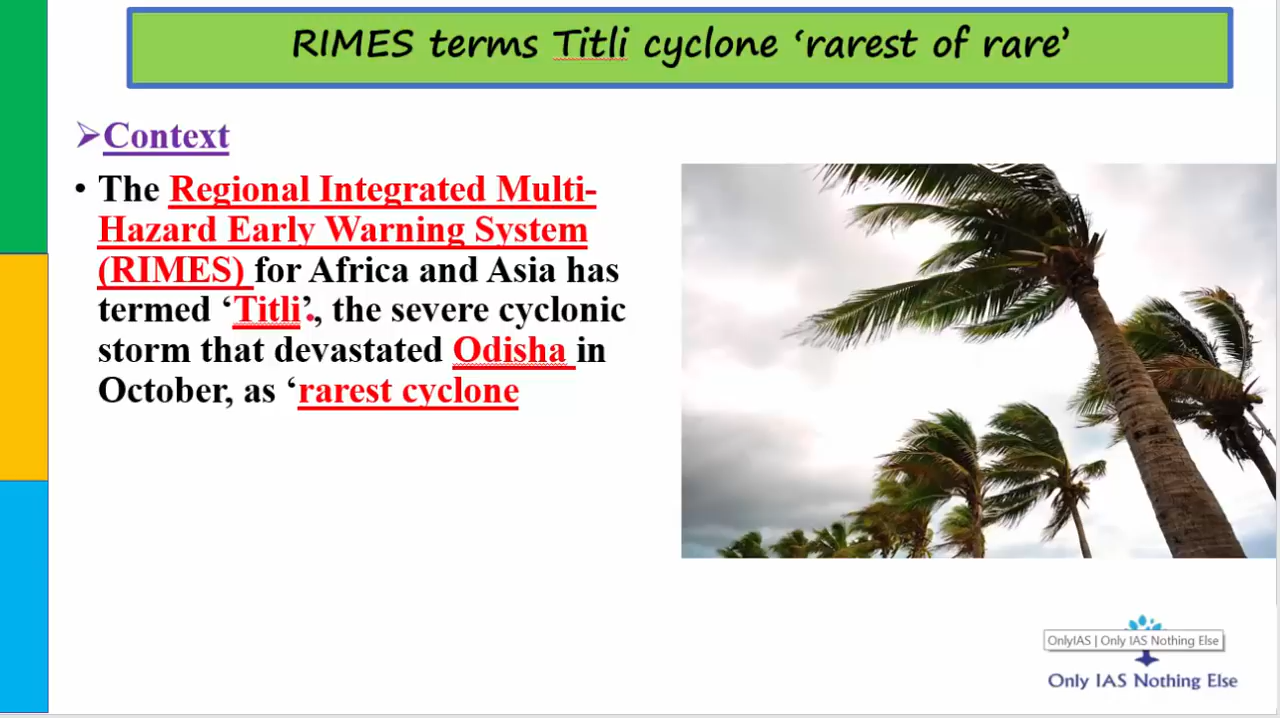 RIMES terms Titli cyclone ‘rarest of rare’
➢Context
• The Regional Integrated Multi-
Hazard Early Warning System
(RIMES) for Africa and Asia has
termed ‘Titli’., the severe cyclonic
storm that devastated Odisha in
October, as ‘rarest cyclone
OnlyIAS | Only IAS Nothing Else
Only IAS Nothing Else